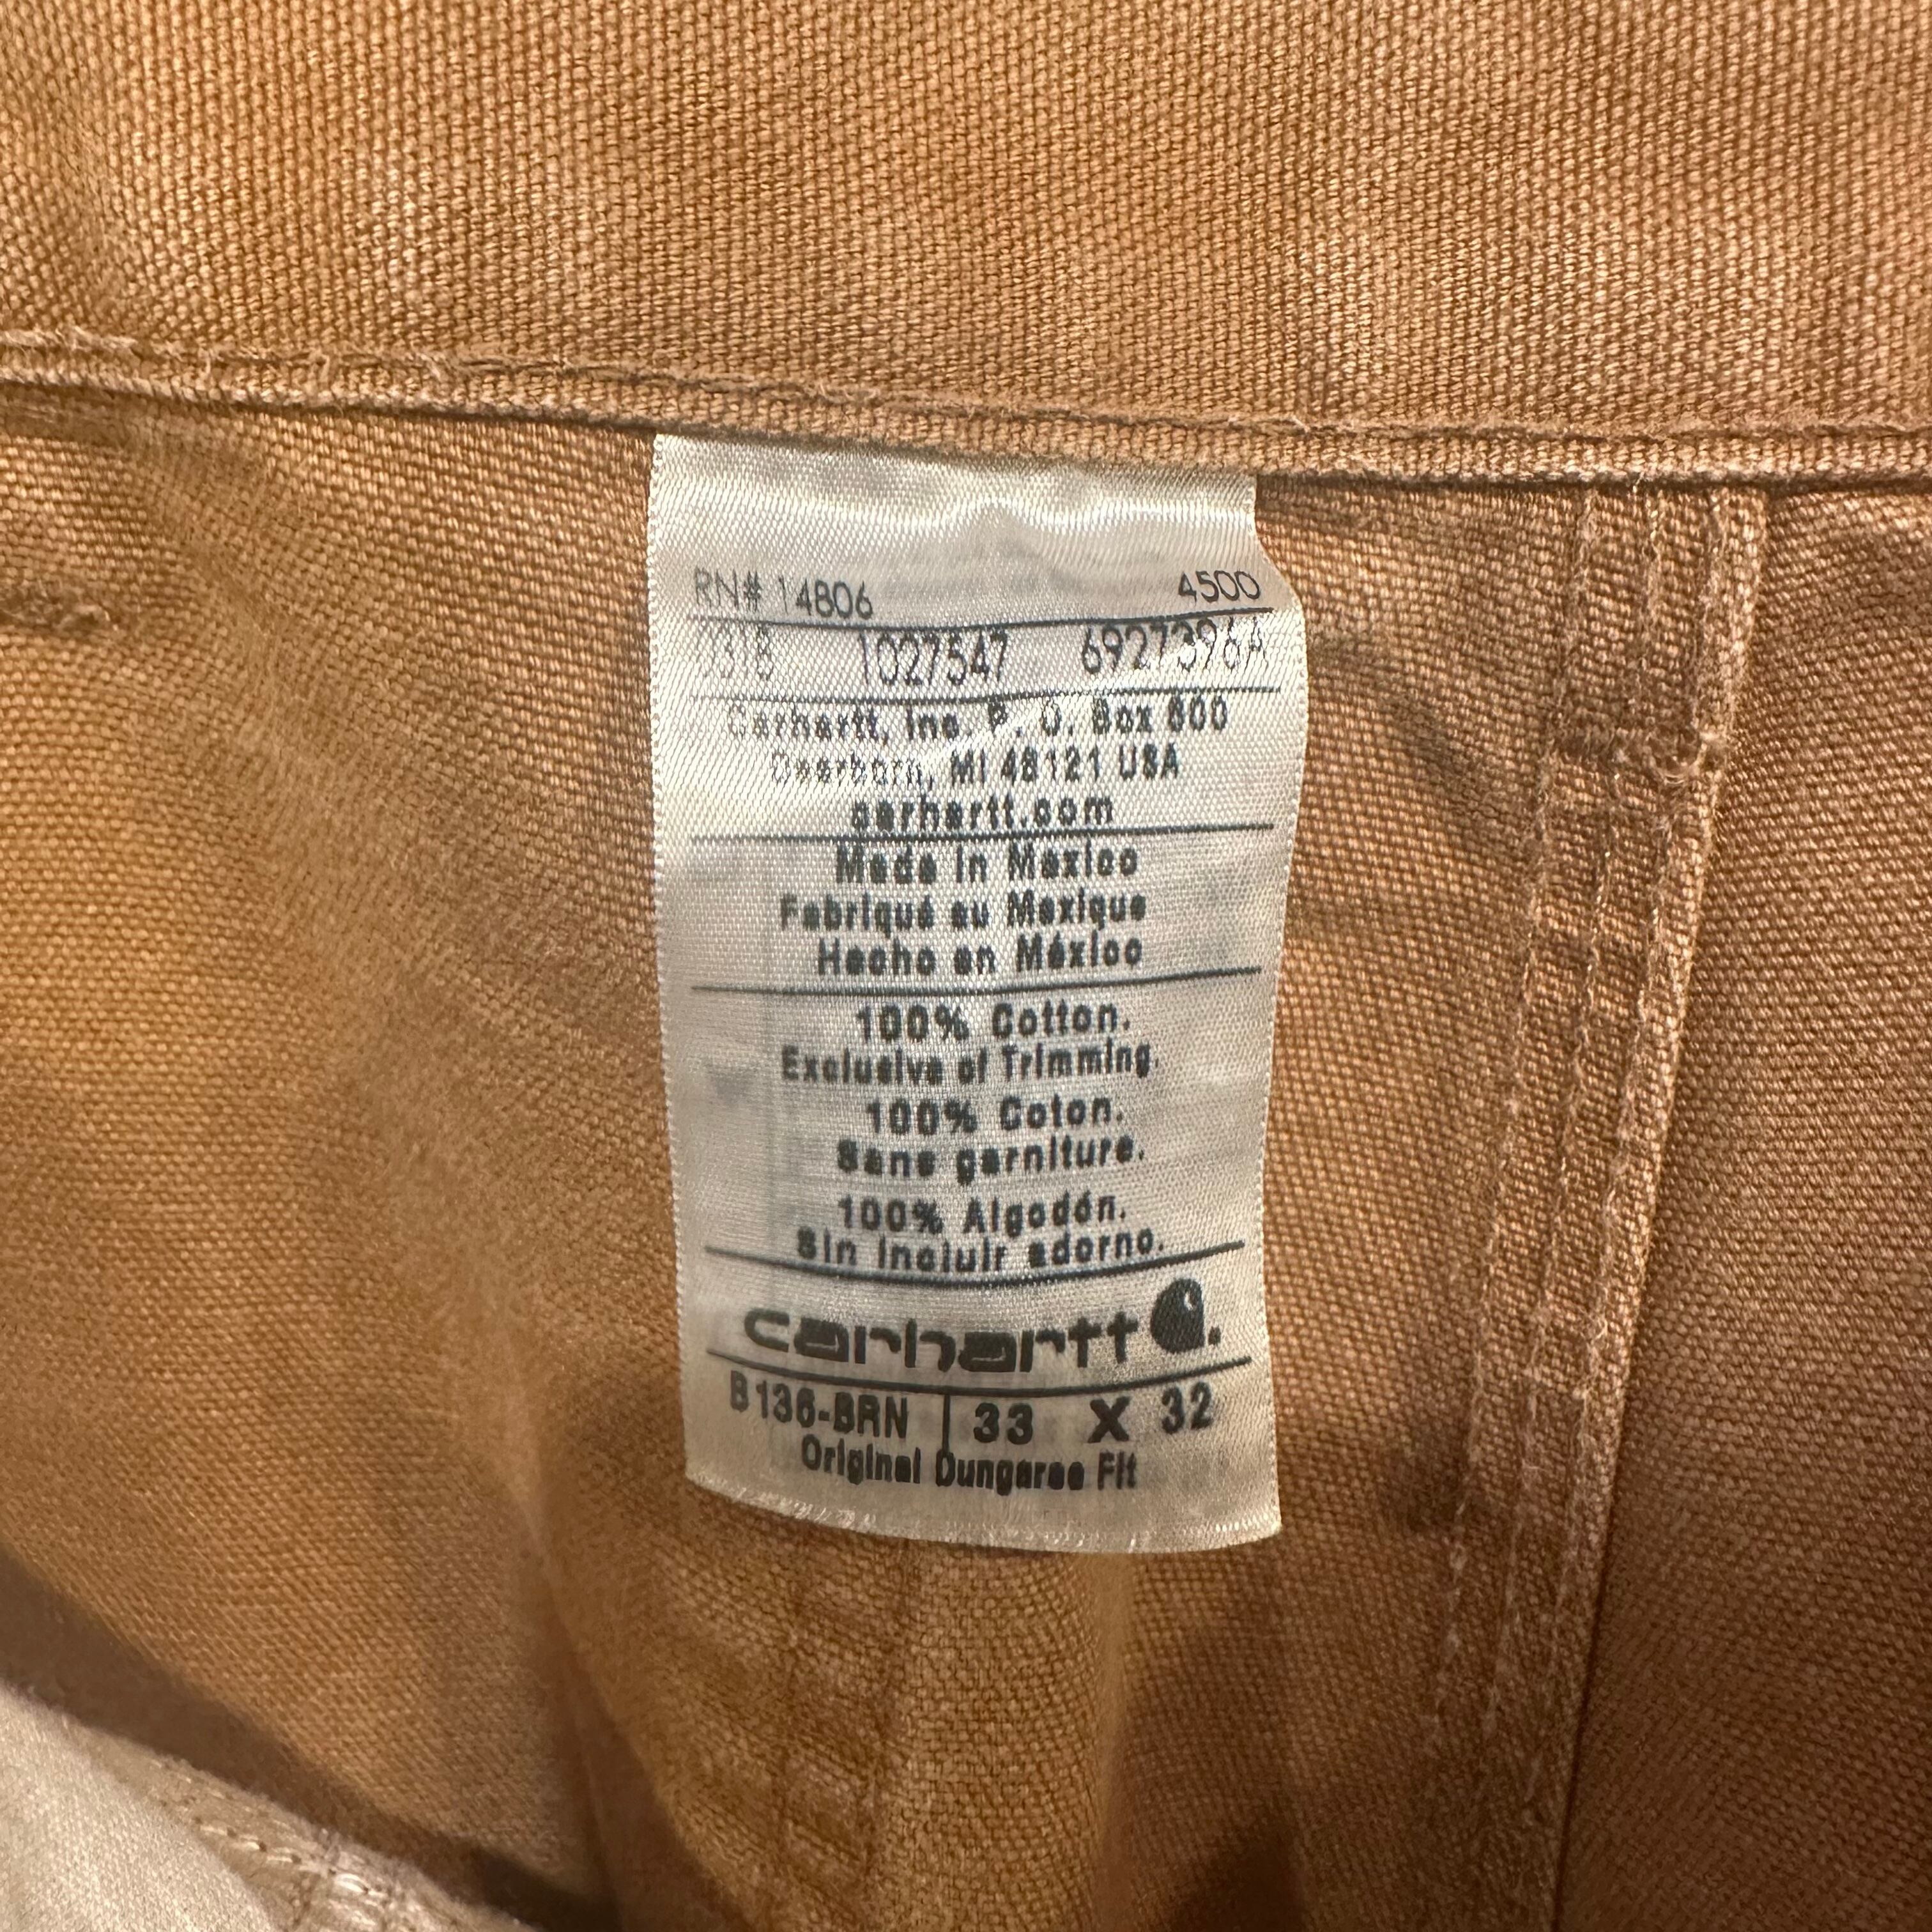 RN# 14806 4500
0318 1027547 6927396A
Carhartt, Inc. P. O. Box 600
Dearborn, MI 48121 USA
carhartt.com
Made in Mexico
Fabriqué au Mexique
Hecho en México
100% Cotton.
Exclusive of Trimming.
100% Coton.
Sans garniture.
100% Algodón.
Sin incluir adorno.
carhartt
B136-BRN 33 X 32
Original Dungaree Fit